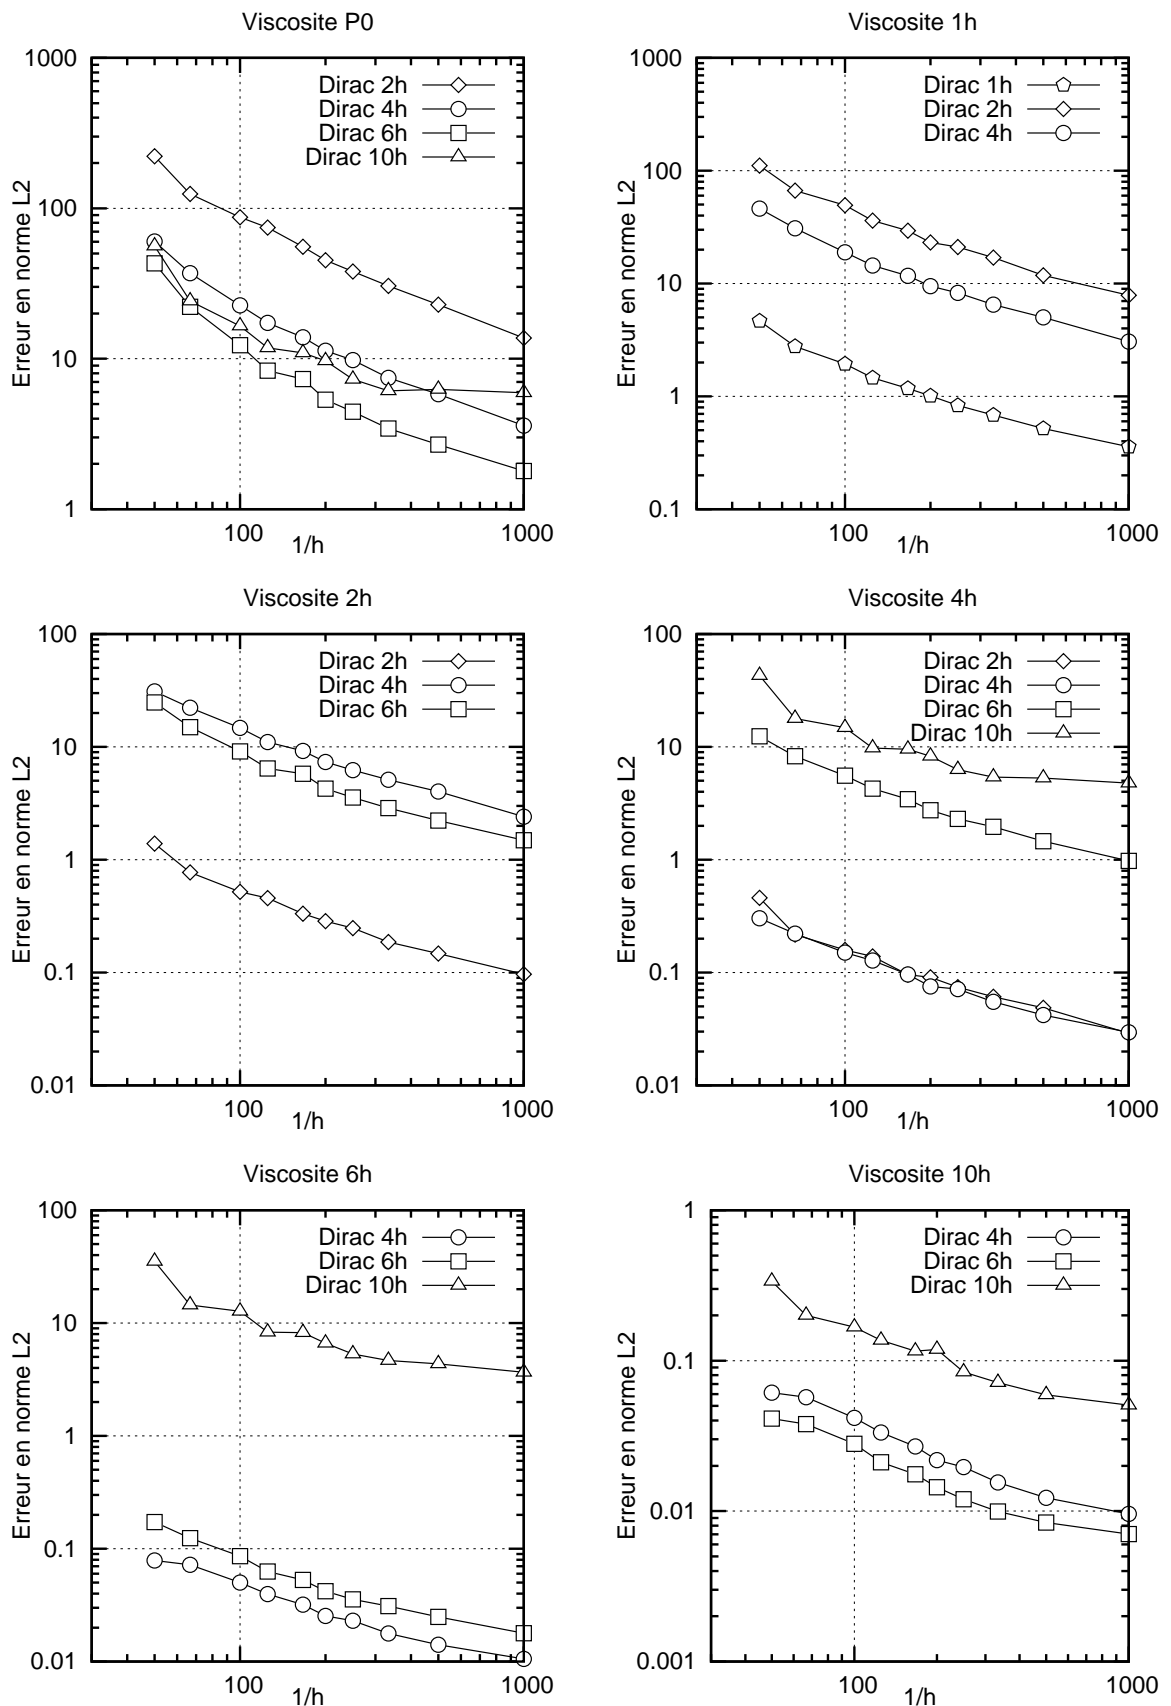 Viscosite P0
1000
100
10
1
Erreur en norme L2
Dirac 2h
Dirac 4h
Dirac 6h
Dirac 10h
100
1000
1/h
Viscosite 1h
1000
100
10
1
0.1
Erreur en norme L2
Dirac 1h
Dirac 2h
Dirac 4h
100
1000
1/h
Viscosite 2h
100
10
1
0.1
0.01
Erreur en norme L2
Dirac 2h
Dirac 4h
Dirac 6h
100
1000
1/h
Viscosite 4h
100
10
1
0.1
0.01
Erreur en norme L2
Dirac 2h
Dirac 4h
Dirac 6h
Dirac 10h
100
1000
1/h
Viscosite 6h
100
10
1
0.1
0.01
Erreur en norme L2
Dirac 4h
Dirac 6h
Dirac 10h
100
1000
1/h
Viscosite 10h
1
0.1
0.01
0.001
Erreur en norme L2
Dirac 4h
Dirac 6h
Dirac 10h
100
1000
1/h